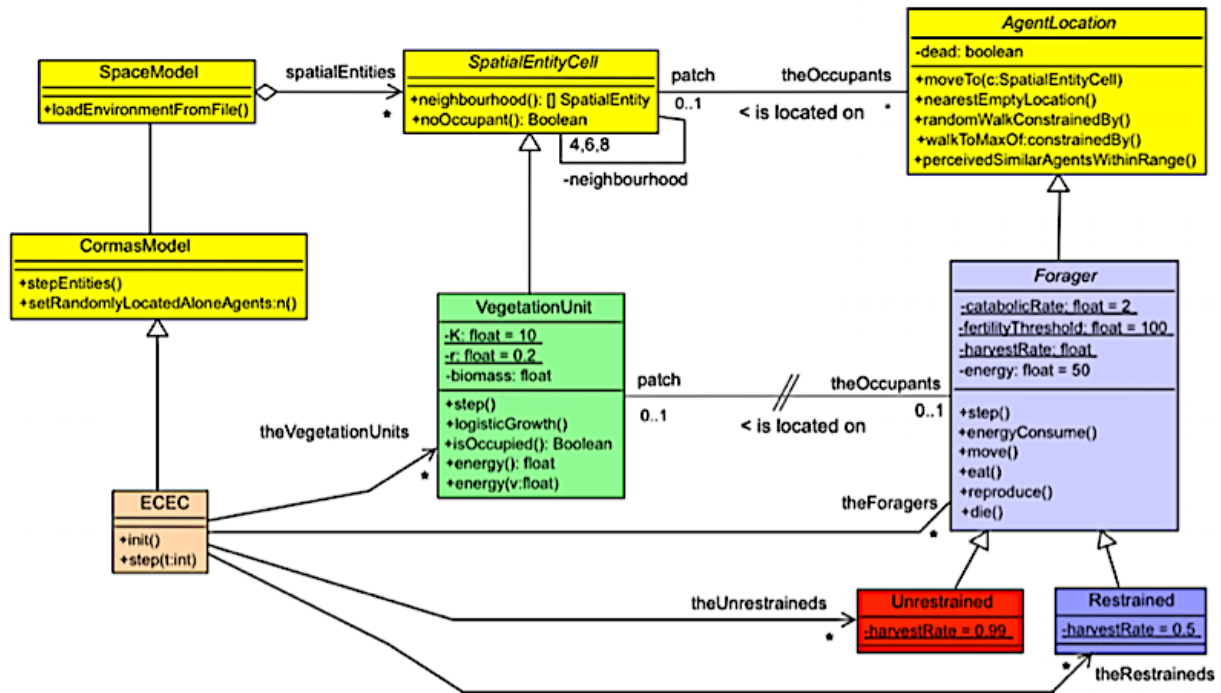 SpaceModel
+loadEnvironmentFromFile()
spatialEntities
*
SpatialEntityCell
+neighbourhood(): [] SpatialEntity
+noOccupant(): Boolean
4,6,8
-neighbourhood
patch
0..1
theOccupants
*
< is located on
AgentLocation
-dead: boolean
+moveTo(c:SpatialEntityCell)
+nearestEmptyLocation()
+randomWalkConstrainedBy()
+walkToMaxOf:constrainedBy()
+perceivedSimilarAgentsWithinRange()
CormasModel
+stepEntities()
+setRandomlyLocatedAloneAgents:n()
VegetationUnit
-K: float = 10
-r: float = 0.2
-biomass: float
+step()
+logisticGrowth()
+isOccupied(): Boolean
+energy(): float
+energy(v:float)
patch
0..1
theOccupants
0..1
< is located on
Forager
-catabolicRate: float = 2
-fertilityThreshold: float = 100
-harvestRate: float
-energy: float = 50
+step()
+energyConsume()
+move()
+eat()
+reproduce()
+die()
theVegetationUnits
*
ECEC
+init()
+step(t:int)
theForagers
*
theUnrestraineds
*
Unrestrained
-harvestRate = 0.99
Restrained
-harvestRate = 0.5
*
theRestraineds